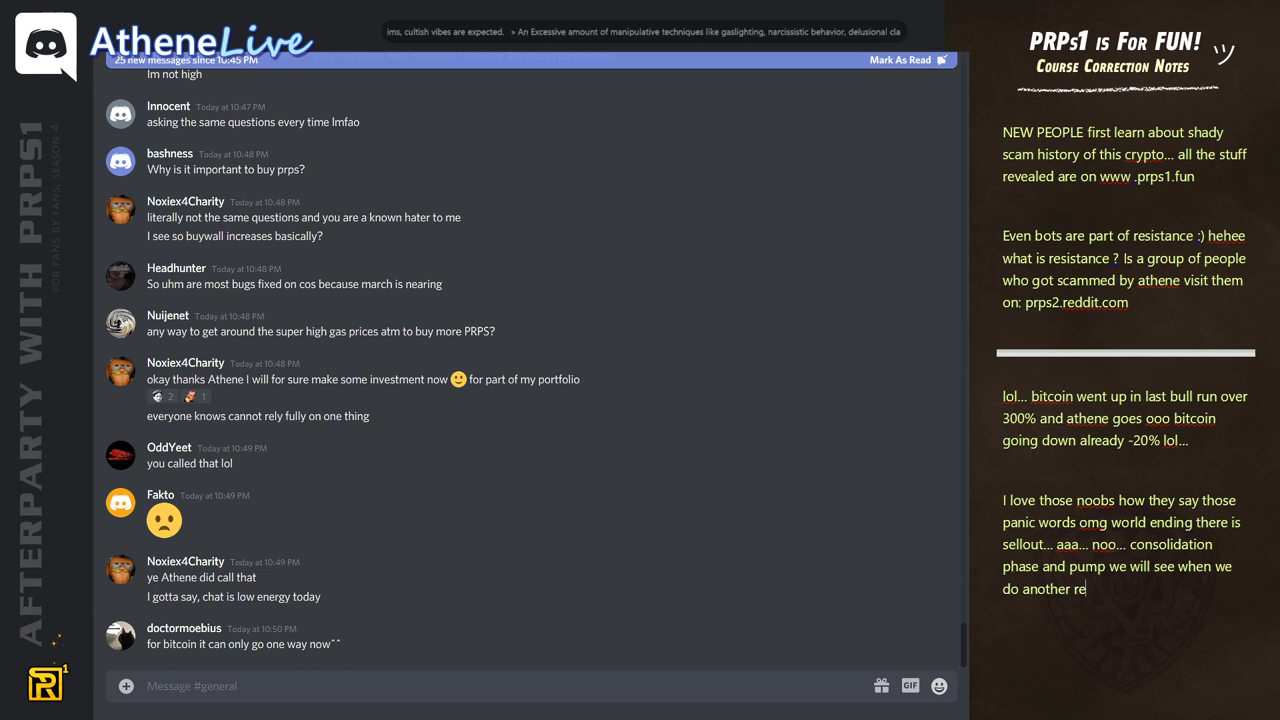 AtheneLive
ims, cultish vibes are expected.   » An Excessive amount of manipulative techniques like gaslighting, narcissistic behavior, delusional cla
25 new messages since 10:45 PM
Mark As Read
Im not high
Innocent Today at 10:47 PM
asking the same questions every time lmfao
bashness Today at 10:48 PM
Why is it important to buy prps?
Noxiex4Charity Today at 10:48 PM
literally not the same questions and you are a known hater to me
I see so buywall increases basically?
Headhunter Today at 10:48 PM
So uhm are most bugs fixed on cos because march is nearing
Nuijenet Today at 10:48 PM
any way to get around the super high gas prices atm to buy more PRPS?
Noxiex4Charity Today at 10:48 PM
okay thanks Athene I will for sure make some investment now 🙂 for part of my portfolio
2 1
everyone knows cannot rely fully on one thing
OddYeet Today at 10:49 PM
you called that lol
Fakto Today at 10:49 PM
Noxiex4Charity Today at 10:49 PM
ye Athene did call that
I gotta say, chat is low energy today
doctormoebius Today at 10:50 PM
for bitcoin it can only go one way now^^
Message #general
GIF
AFTERPARTY WITH PRPS1
FOR FANS BY FANS, SEASON 4
R1
PRPs1 is For FUN!
Course Correction Notes
ツ
NEW PEOPLE first learn about shady
scam history of this crypto... all the stuff
revealed are on www .prps1.fun
Even bots are part of resistance :) hehee
what is resistance ? Is a group of people
who got scammed by athene visit them
on: prps2.reddit.com
lol... bitcoin went up in last bull run over
300% and athene goes ooo bitcoin
going down already -20% lol...
I love those noobs how they say those
panic words omg world ending there is
sellout... aaa... noo... consolidation
phase and pump we will see when we
do another re